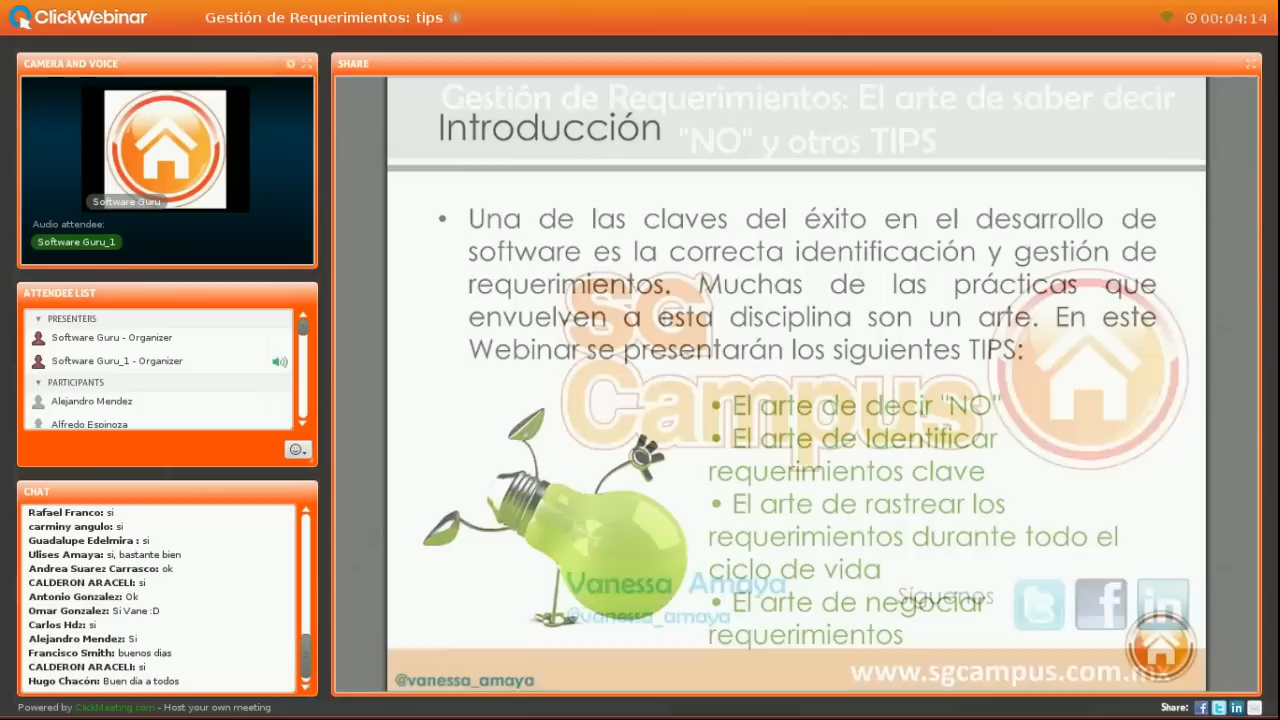 ClickWebinar
Gestión de Requerimientos: tips
00:04:14
CAMERA AND VOICE
Software Guru
Audio attendee:
Software Guru_1
ATTENDEE LIST
PRESENTERS
Software Guru - Organizer
Software Guru_1 - Organizer
PARTICIPANTS
Alejandro Mendez
Alfredo Espinoza
CHAT
Rafael Franco: si
carminy angulo: si
Guadalupe Edelmira : si
Ulises Amaya: si, bastante bien
Andrea Suarez Carrasco: ok
CALDERON ARACELI: si
Antonio Gonzalez: Ok
Omar Gonzalez: Si Vane :D
Carlos Hdz: si
Alejandro Mendez: Si
Francisco Smith: buenos dias
CALDERON ARACELI: si
Hugo Chacón: Buen día a todos
SHARE
Gestión de Requerimientos: El arte de saber decir
"NO" y otros TIPS
Introducción
• Una de las claves del éxito en el desarrollo de
software es la correcta identificación y gestión de
requerimientos. Muchas de las prácticas que
envuelven a esta disciplina son un arte. En este
Webinar se presentarán los siguientes TIPS:
SG
Campus
• El arte de decir "NO"
• El arte de Identificar
requerimientos clave
• El arte de rastrear los
requerimientos durante todo el
ciclo de vida
• El arte de negociar
requerimientos
Vanessa Amaya
@vanessa_amaya
Síguenos
www.sgcampus.com.mx
@vanessa_amaya
Powered by ClickMeeting.com - Host your own meeting
Share: